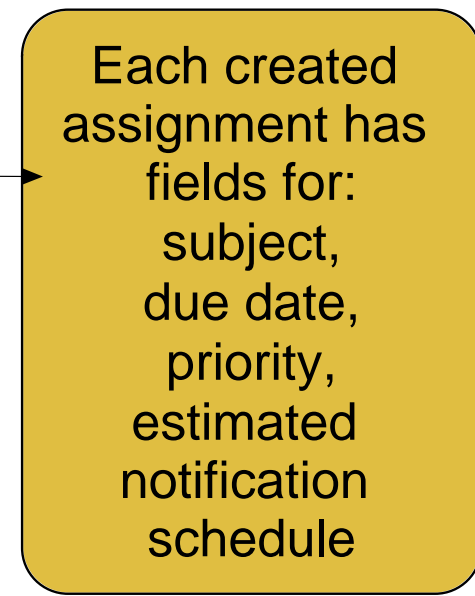 Each created
assignment has
fields for:
subject,
due date,
priority,
estimated
notification
schedule